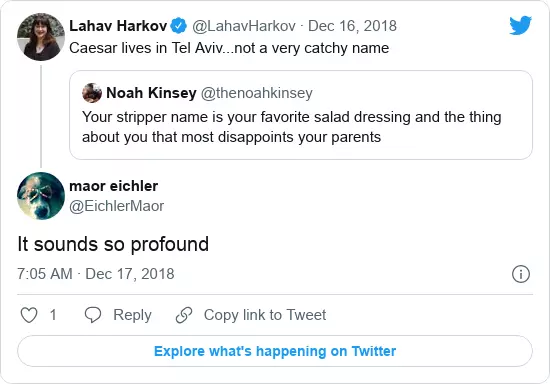 Lahav Harkov @LahavHarkov · Dec 16, 2018
Caesar lives in Tel Aviv...not a very catchy name
Noah Kinsey @thenoahkinsey
Your stripper name is your favorite salad dressing and the thing
about you that most disappoints your parents
maor eichler
@EichlerMaor
It sounds so profound
7:05 AM · Dec 17, 2018
1 Reply Copy link to Tweet
Explore what's happening on Twitter